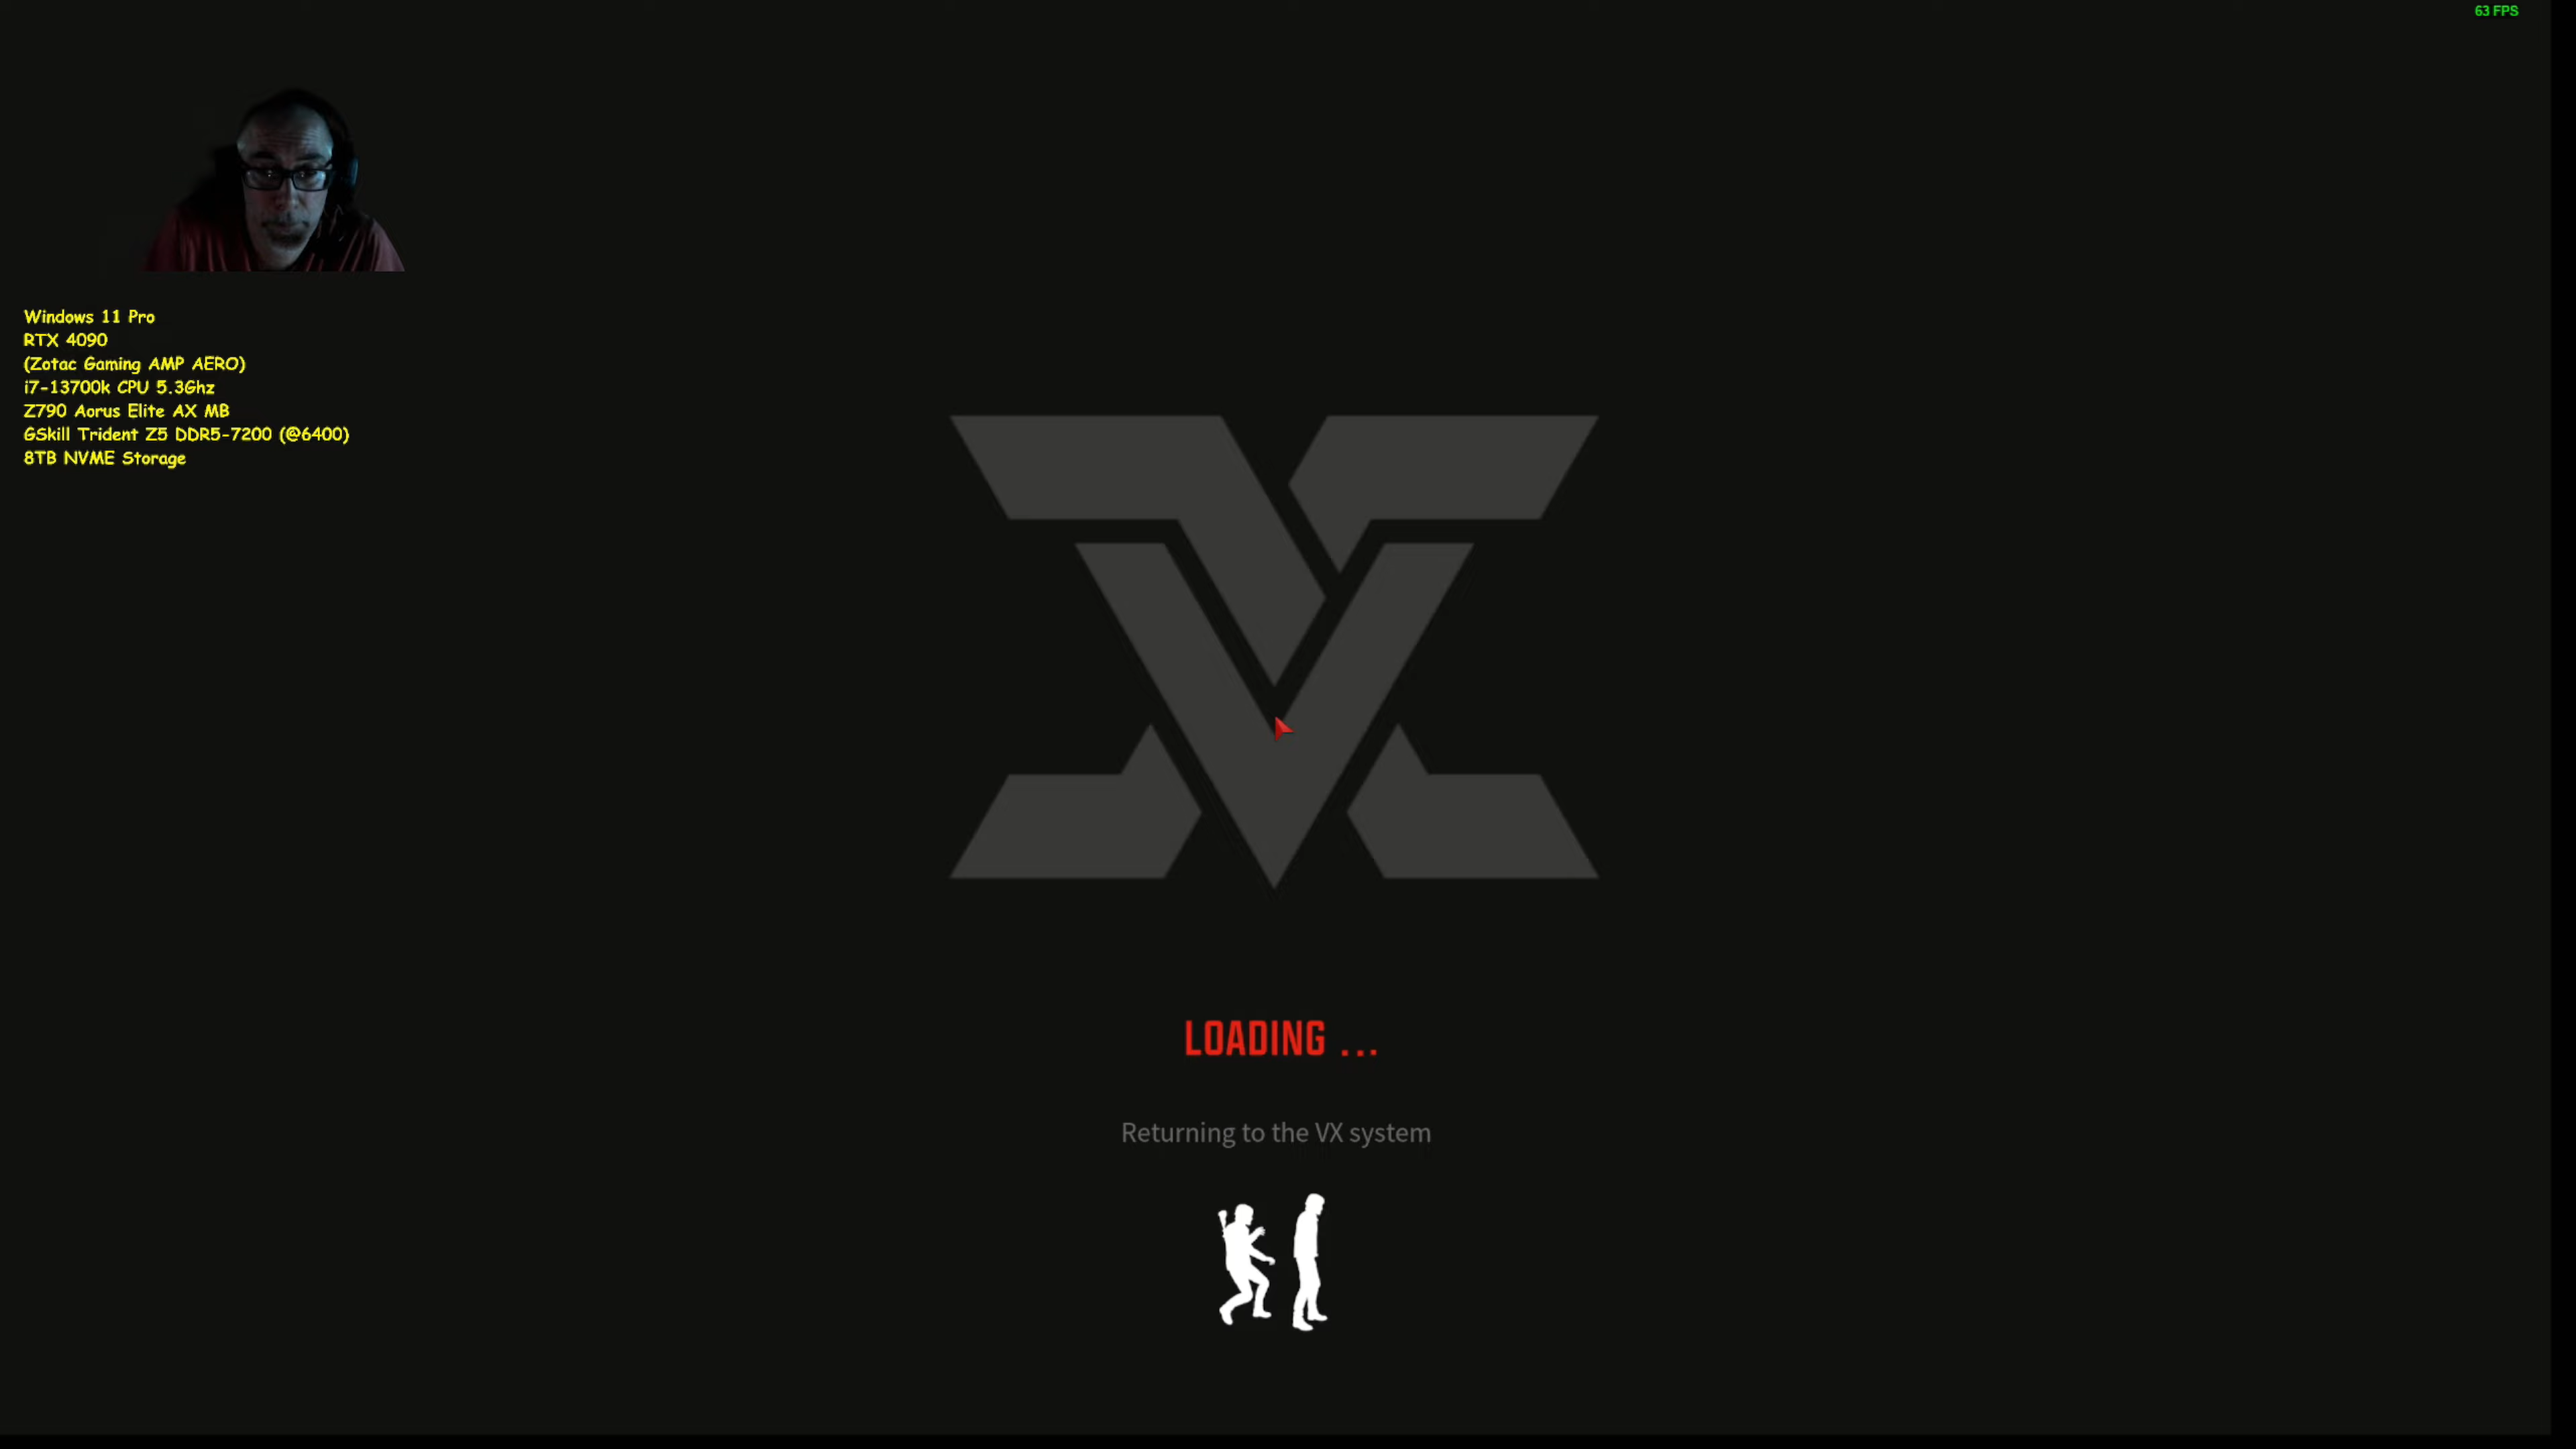 63 FPS
Windows 11 Pro
RTX 4090
(Zotac Gaming AMP AERO)
i7-13700k CPU 5.3Ghz
Z790 Aorus Elite AX MB
GSkill Trident Z5 DDR5-7200 (@6400)
8TB NVME Storage
LOADING ...
Returning to the VX system